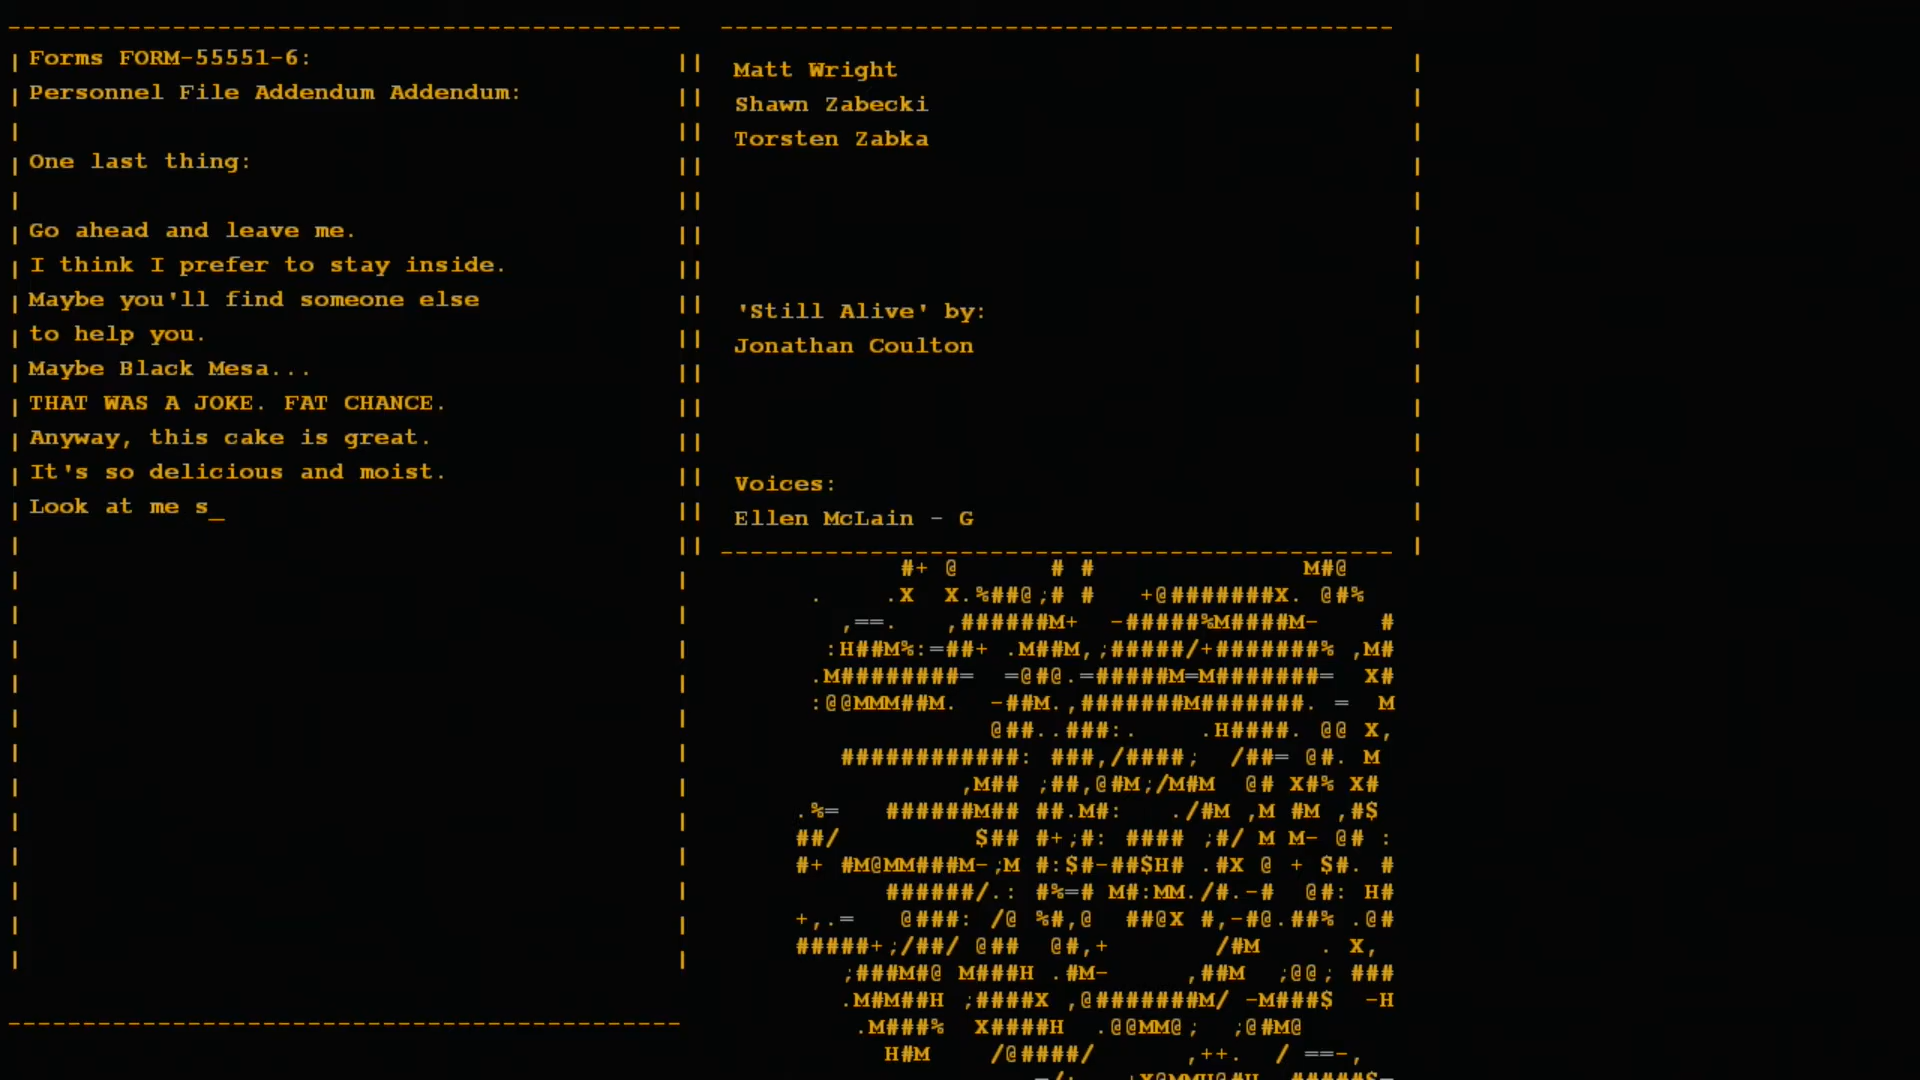 Forms FORM-55551-6:
Personnel File Addendum Addendum:
One last thing:
Go ahead and leave me.
I think I prefer to stay inside.
Maybe you'll find someone else
to help you.
Maybe Black Mesa...
THAT WAS A JOKE. FAT CHANCE.
Anyway, this cake is great.
It's so delicious and moist.
Look at me s_
Matt Wright
Shawn Zabecki
Torsten Zabka
'Still Alive' by:
Jonathan Coulton
Voices:
Ellen McLain - G